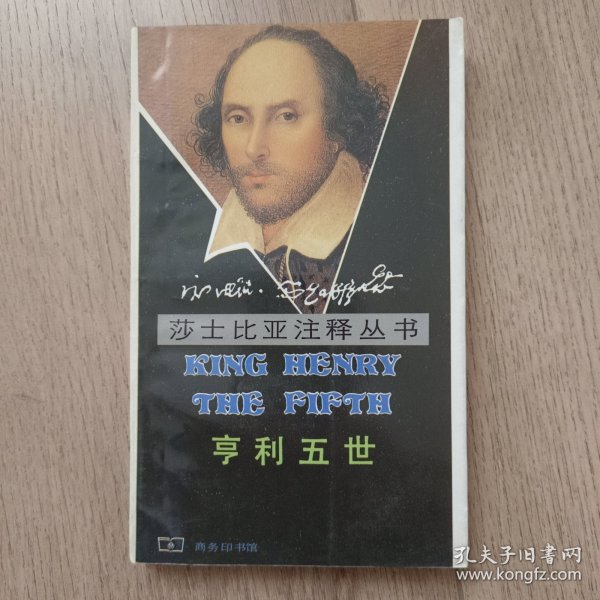 莎士比亚注释丛书
KING HENRY
THE FIFTH
亨利五世
商务印书馆
孔夫子旧书网
www.kongfz.com